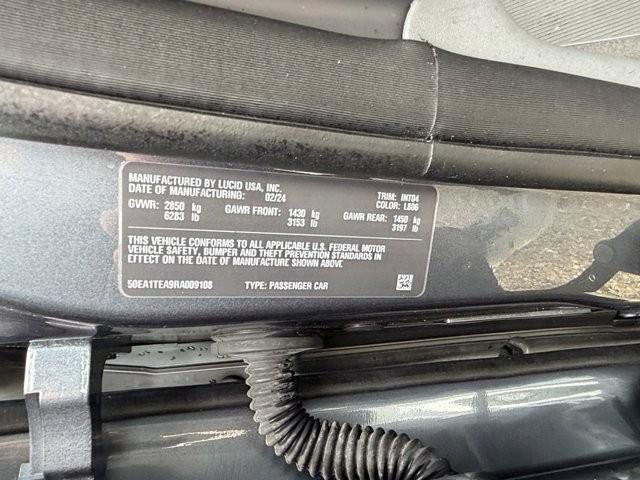 MANUFACTURED BY LUCID USA, INC.
DATE OF MANUFACTURING: 02/24 TRIM: INT04
COLOR: L806
GVWR: 2850 kg GAWR FRONT: 1430 kg GAWR REAR: 1450 kg
6283 lb 3153 lb 3197 lb
THIS VEHICLE CONFORMS TO ALL APPLICABLE U.S. FEDERAL MOTOR
VEHICLE SAFETY, BUMPER AND THEFT PREVENTION STANDARDS IN
EFFECT ON THE DATE OF MANUFACTURE SHOWN ABOVE.
50EA1TEA9RA009108 TYPE: PASSENGER CAR